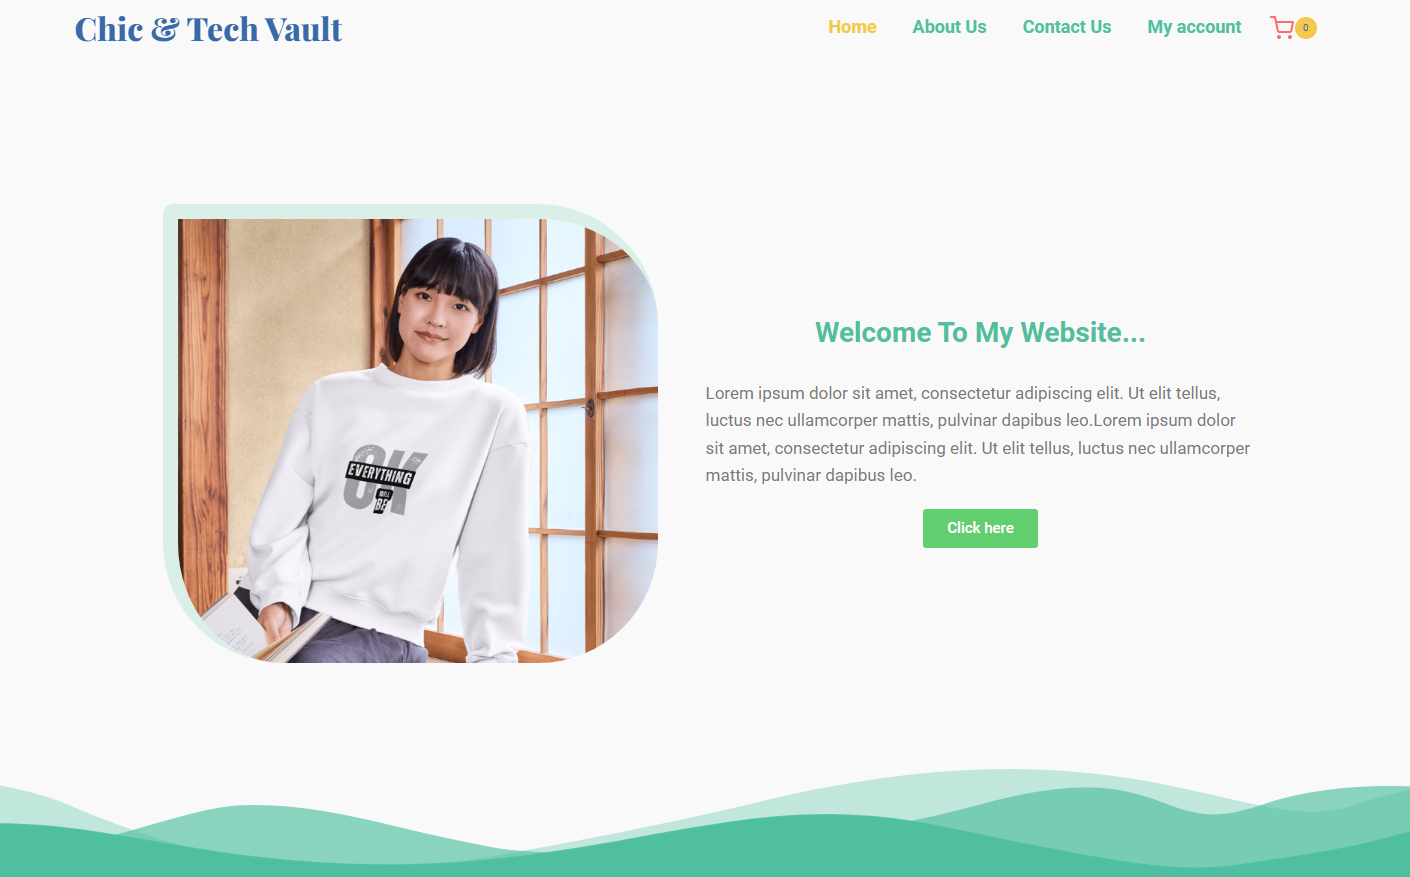 Chic & Tech Vault
Home About Us Contact Us My account 0
OK
EVERYTHING
WILL
BE
Welcome To My Website...
Lorem ipsum dolor sit amet, consectetur adipiscing elit. Ut elit tellus,
luctus nec ullamcorper mattis, pulvinar dapibus leo.Lorem ipsum dolor
sit amet, consectetur adipiscing elit. Ut elit tellus, luctus nec ullamcorper
mattis, pulvinar dapibus leo.
Click here